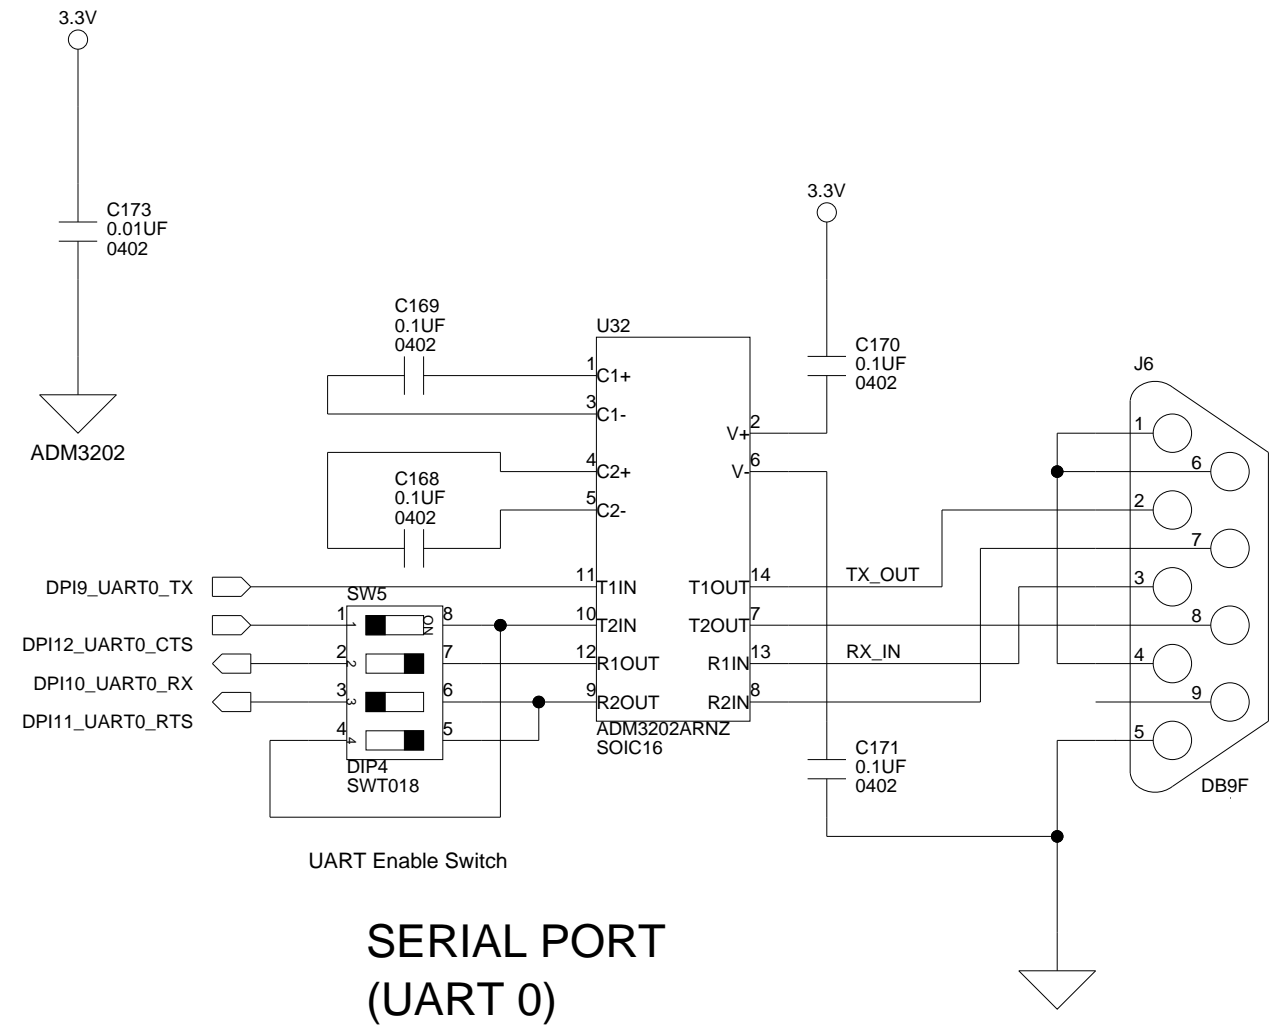 3.3V
C173
0.01UF
0402
ADM3202
3.3V
C169
0.1UF
0402
C168
0.1UF
0402
U32
1
C1+
3
C1-
4
C2+
5
C2-
11
T1IN
10
T2IN
12
R1OUT
9
R2OUT
V+
2
V-
6
T1OUT
14
TX_OUT
T2OUT
7
R1IN
13
RX_IN
R2IN
8
ADM3202ARNZ
SOIC16
C170
0.1UF
0402
C171
0.1UF
0402
J6
1
6
2
7
3
8
4
9
5
DB9F
DPI9_UART0_TX
DPI12_UART0_CTS
DPI10_UART0_RX
DPI11_UART0_RTS
SW5
1
1
ON
8
2
2
7
3
3
6
4
4
5
DIP4
SWT018
UART Enable Switch
SERIAL PORT
(UART 0)